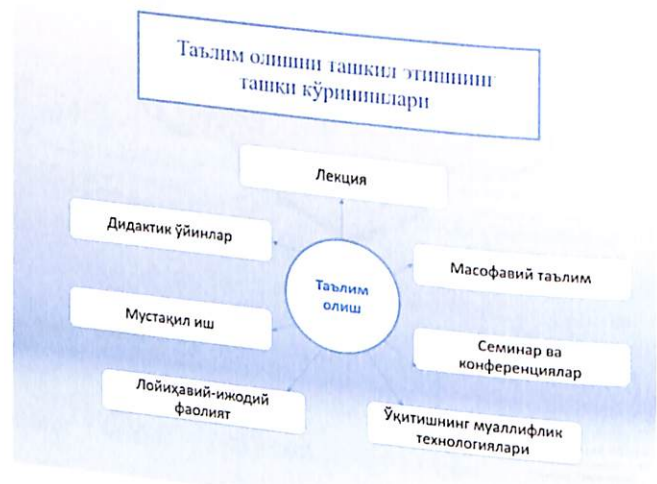 Таълим олишни ташкил этишнинг
ташқи кўринишлари
Лекция
Дидактик ўйинлар
Масофавий таълим
Таълим
олиш
Мустақил иш
Семинар ва
конференциялар
Лойиҳавий-ижодий
фаолият
Ўқитишнинг муаллифлик
технологиялари